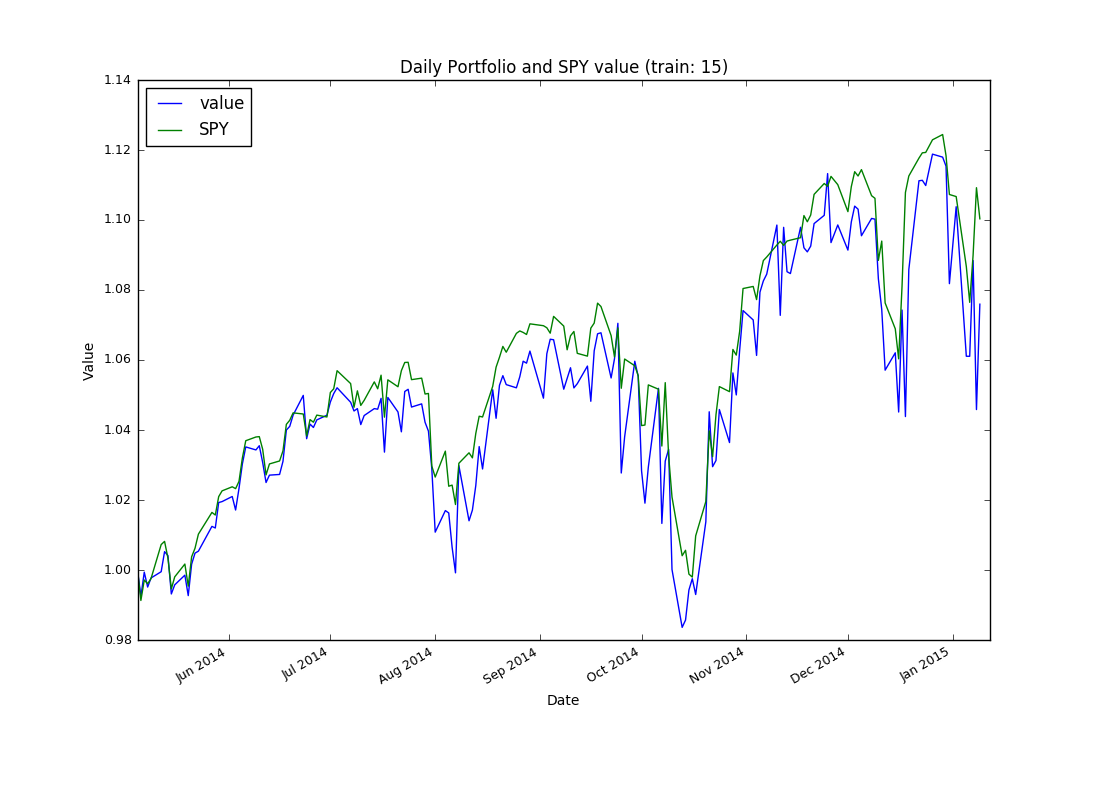 Daily Portfolio and SPY value (train: 15)
1.14
1.12
1.10
1.08
1.06
1.04
1.02
1.00
0.98
value
SPY
Value
Jun 2014
Jul 2014
Aug 2014
Sep 2014
Oct 2014
Nov 2014
Dec 2014
Jan 2015
Date